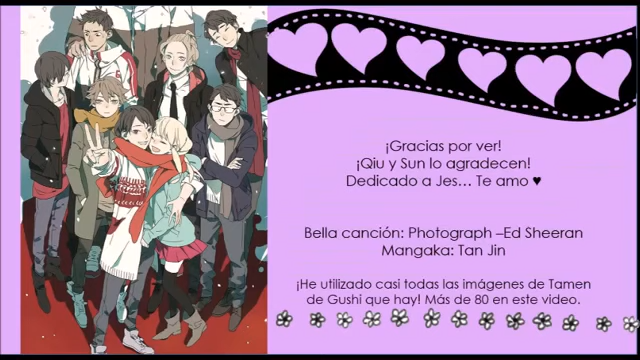 ¡Gracias por ver!
¡Qiu y Sun lo agradecen!
Dedicado a Jes... Te amo ♥
Bella canción: Photograph –Ed Sheeran
Mangaka: Tan Jin
¡He utilizado casi todas las imágenes de Tamen
de Gushi que hay! Más de 80 en este video.